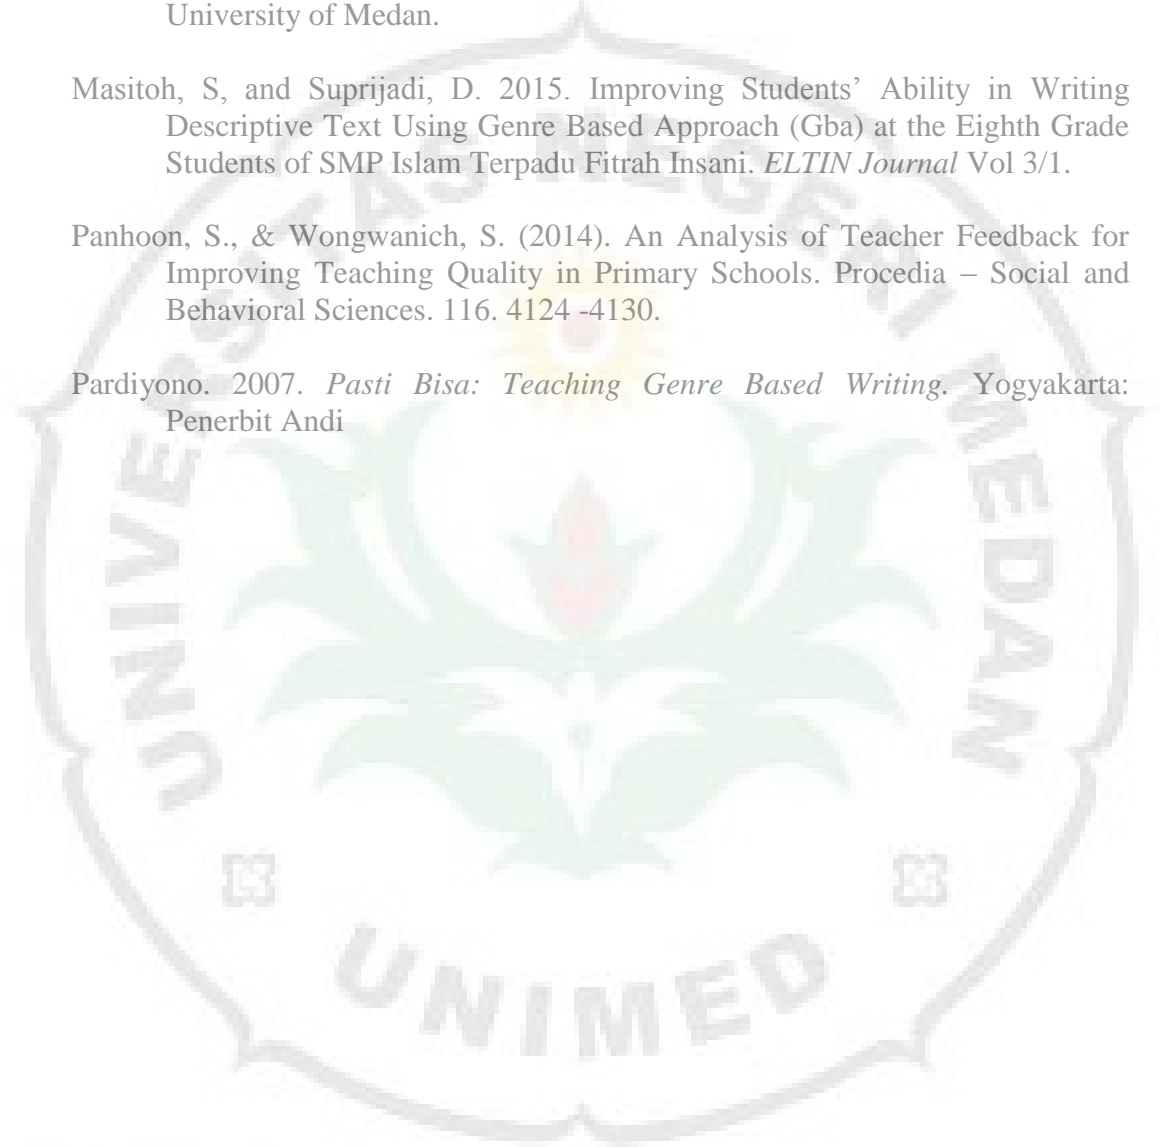 University of Medan.
Masitoh, S, and Suprijadi, D. 2015. Improving Students’ Ability in Writing
Descriptive Text Using Genre Based Approach (Gba) at the Eighth Grade
Students of SMP Islam Terpadu Fitrah Insani. ELTIN Journal Vol 3/1.
Panhoon, S., & Wongwanich, S. (2014). An Analysis of Teacher Feedback for
Improving Teaching Quality in Primary Schools. Procedia – Social and
Behavioral Sciences. 116. 4124 -4130.
Pardiyono. 2007. Pasti Bisa: Teaching Genre Based Writing. Yogyakarta:
Penerbit Andi
UNIVERSITAS NEGERI MEDAN
UNIMED